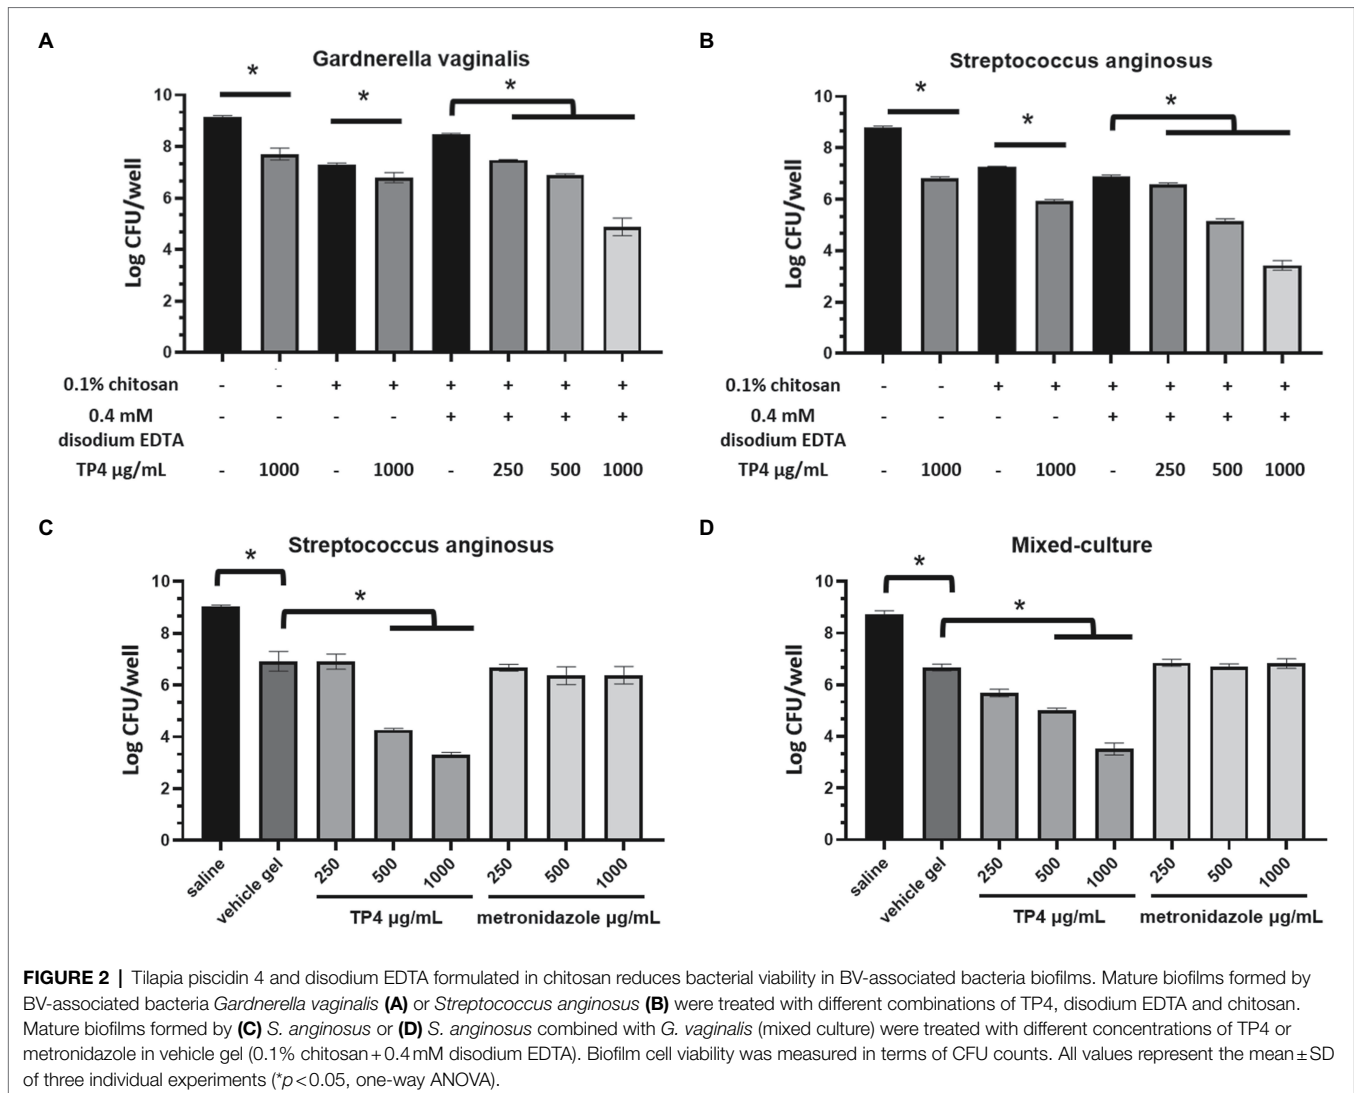 A
Gardnerella vaginalis
*
*
*
Log CFU/well
10
8
6
4
2
0
0.1% chitosan - - + + + + + +
0.4 mM disodium EDTA - - - - + + + +
TP4 µg/mL - 1000 - 1000 - 250 500 1000
B
Streptococcus anginosus
*
*
*
Log CFU/well
10
8
6
4
2
0
0.1% chitosan - - + + + + + +
0.4 mM disodium EDTA - - - - + + + +
TP4 µg/mL - 1000 - 1000 - 250 500 1000
C
Streptococcus anginosus
*
*
Log CFU/well
10
8
6
4
2
0
saline vehicle gel 250 500 1000 250 500 1000
TP4 µg/mL metronidazole µg/mL
D
Mixed-culture
*
*
Log CFU/well
10
8
6
4
2
0
saline vehicle gel 250 500 1000 250 500 1000
TP4 µg/mL metronidazole µg/mL
FIGURE 2 | Tilapia piscidin 4 and disodium EDTA formulated in chitosan reduces bacterial viability in BV-associated bacteria biofilms. Mature biofilms formed by
BV-associated bacteria Gardnerella vaginalis (A) or Streptococcus anginosus (B) were treated with different combinations of TP4, disodium EDTA and chitosan.
Mature biofilms formed by (C) S. anginosus or (D) S. anginosus combined with G. vaginalis (mixed culture) were treated with different concentrations of TP4 or
metronidazole in vehicle gel (0.1% chitosan+0.4mM disodium EDTA). Biofilm cell viability was measured in terms of CFU counts. All values represent the mean±SD
of three individual experiments (*p<0.05, one-way ANOVA).